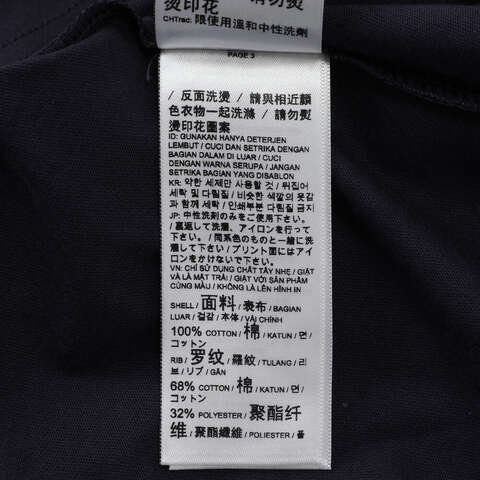 燙印花 請勿熨
CHTrad: 限使用溫和中性洗劑
PAGE 3
/ 反面洗燙 / 請與相近顏
色衣物一起洗滌 / 請勿熨
燙印花圖案
ID: GUNAKAN HANYA DETERJEN
LEMBUT / CUCI DAN SETRIKA DENGAN
BAGIAN DALAM DI LUAR / CUCI
DENGAN WARNA SERUPA / JANGAN
SETRIKA BAGIAN YANG DISABLON
KR: 약한 세제만 사용할 것 / 뒤집어
세탁 및 다림질 / 비슷한 색깔의 옷감
과 함께 세탁 / 인쇄부분 다림질 금지
JP: 中性洗剤のみをご使用下さい。
/ 裏返して洗濯、アイロンを行って
下さい。/ 同系色のものと一緒に洗
濯して下さい。/ プリント面にはアイ
ロンをかけないで下さい。
VN: CHỈ SỬ DỤNG CHẤT TẨY NHẸ / GIẶT
VÀ LÀ MẶT TRÁI / GIẶT VỚI SẢN PHẨM
CÙNG MÀU / KHÔNG LÀ LÊN HÌNH IN
SHELL / 面料 / 表布 / BAGIAN
LUAR / 겉감 / 本体 / VẢI CHÍNH
100% COTTON / 棉 / KATUN / 면 /
コットン
RIB / 罗纹 / 羅紋 / TULANG / 리
브 / リブ / GÂN
68% COTTON / 棉 / KATUN / 면 /
コットン
32% POLYESTER / 聚酯纤
维 / 聚酯纖維 / POLIESTER / 폴